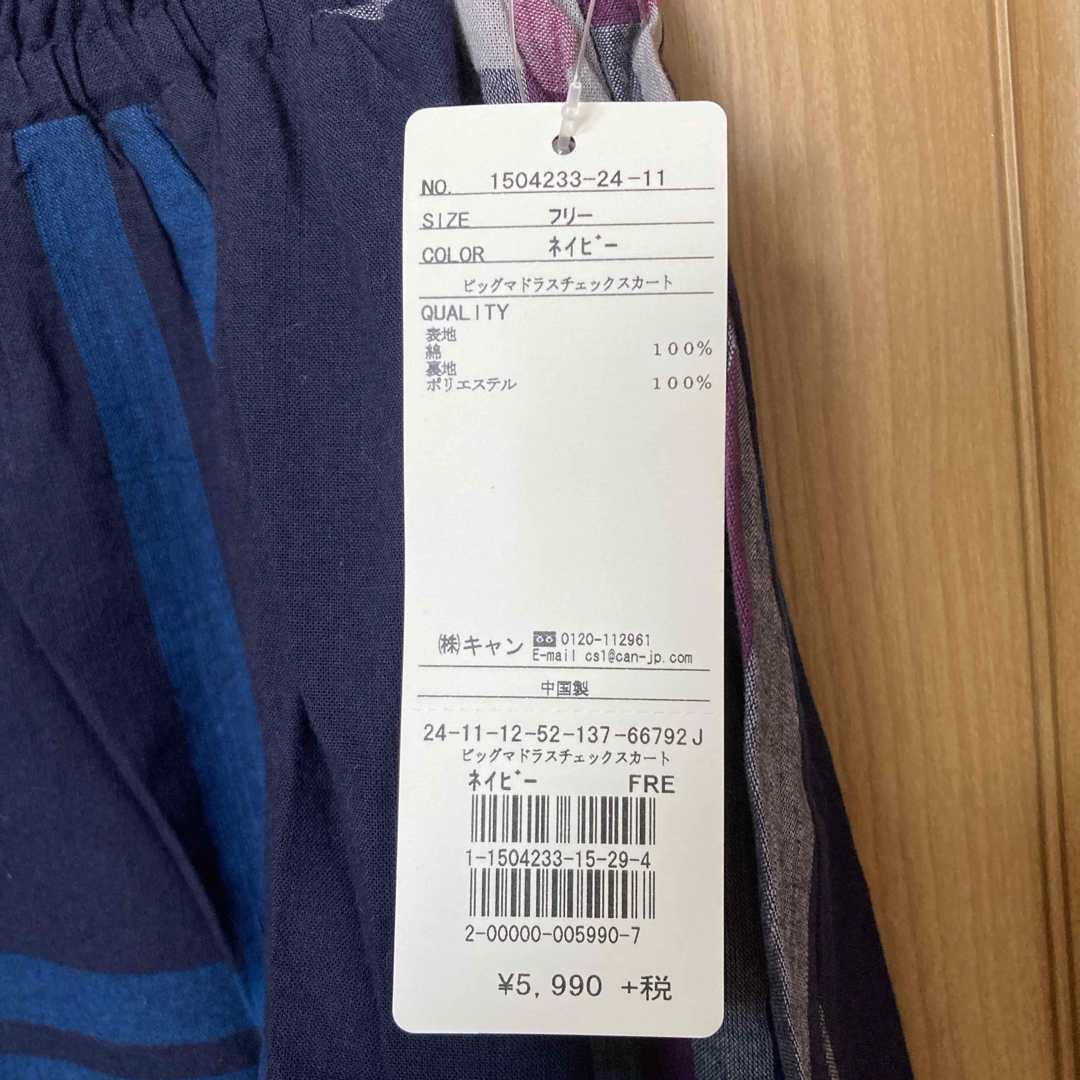 NO. 1504233-24-11
SIZE フリー
COLOR ネイビー
ビッグマドラスチェックスカート
QUALITY
表地
綿 100%
裏地
ポリエステル 100%
㈱キャン 0120-112961
E-mail cs1@can-jp.com
中国製
24-11-12-52-137-66792J
ビッグマドラスチェックスカート
ネイビー FRE
1-1504233-15-29-4
2-00000-005990-7
¥5,990 +税